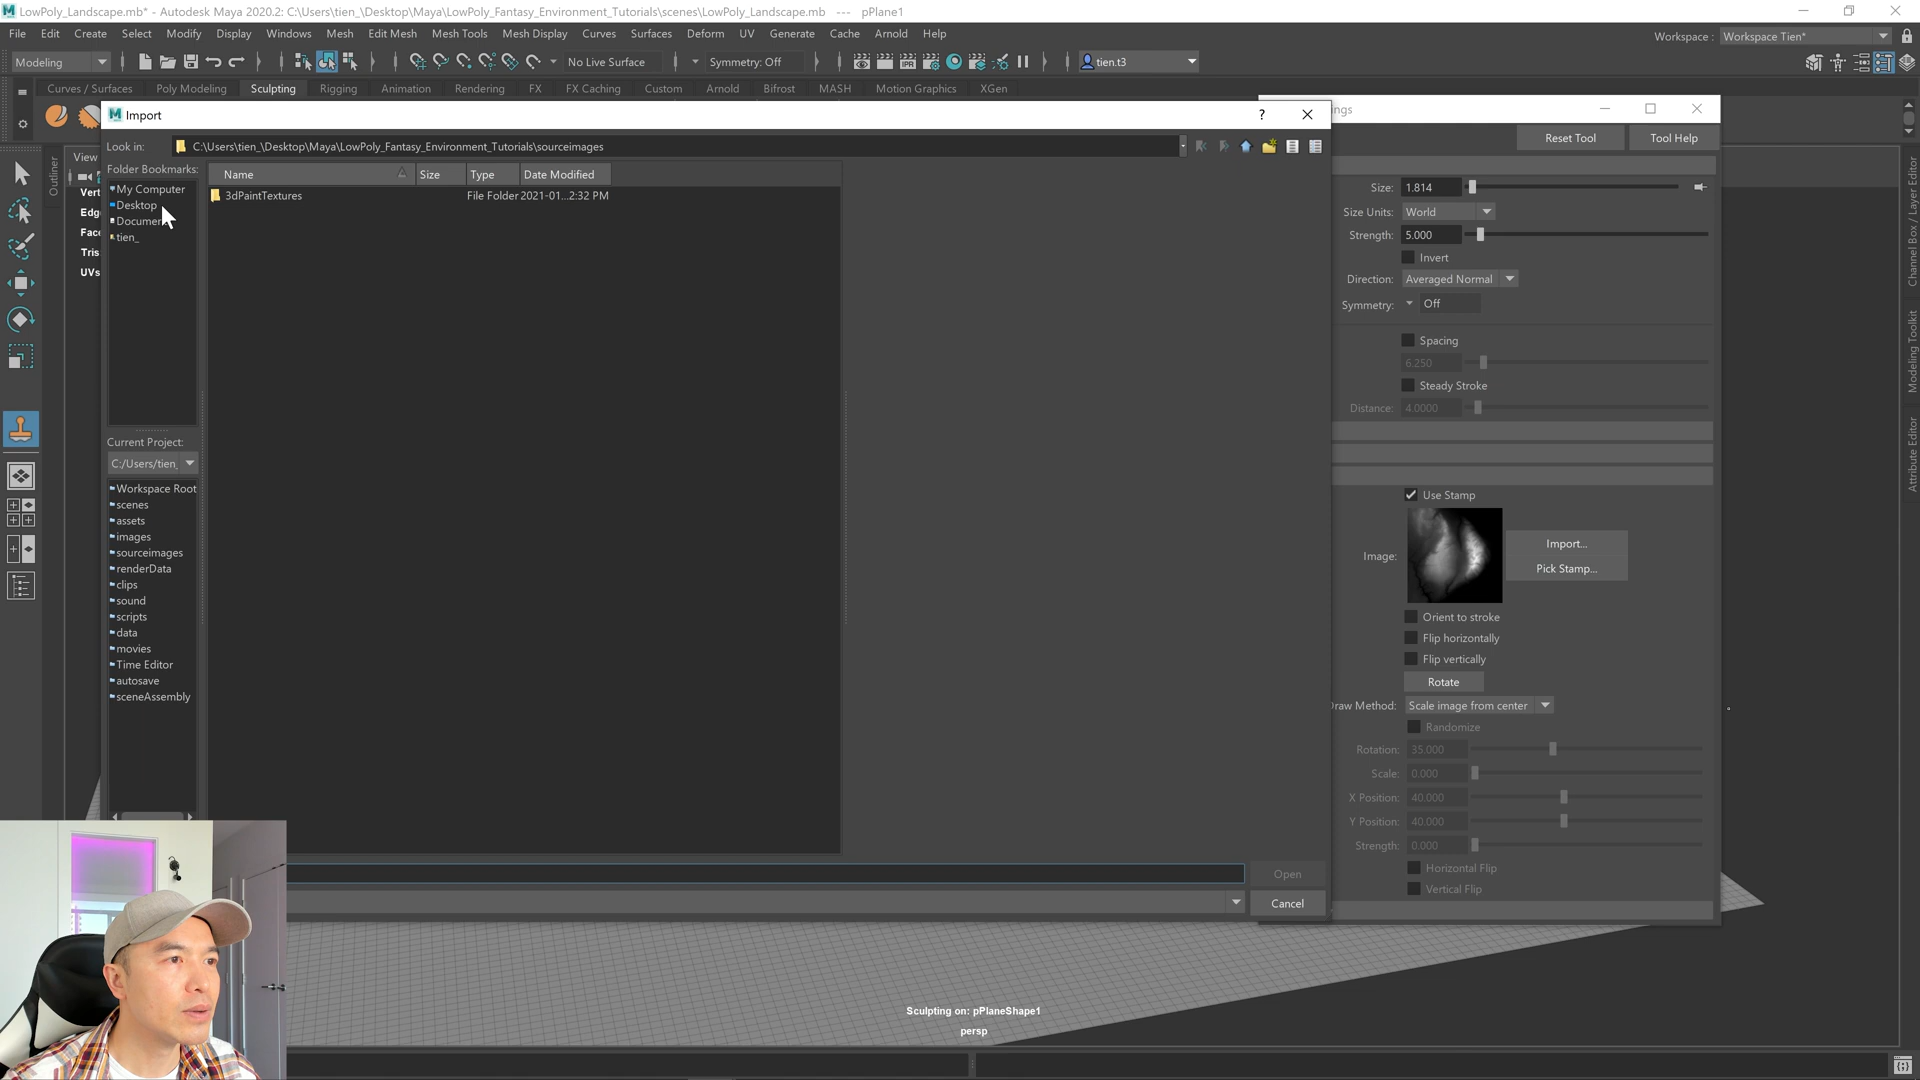 LowPoly_Landscape.mb* - Autodesk Maya 2020.2: C:\Users\tien_\Desktop\Maya\LowPoly_Fantasy_Environment_Tutorials\scenes\LowPoly_Landscape.mb --- pPlane1
File Edit Create Select Modify Display Windows Mesh Edit Mesh Mesh Tools Mesh Display Curves Surfaces Deform UV Generate Cache Arnold Help
Workspace : Workspace Tien*
Modeling
No Live Surface
Symmetry: Off
tien.t3
Curves / Surfaces Poly Modeling Sculpting Rigging Animation Rendering FX FX Caching Custom Arnold Bifrost MASH Motion Graphics XGen
Import
?
Look in: C:\Users\tien_\Desktop\Maya\LowPoly_Fantasy_Environment_Tutorials\sourceimages
Folder Bookmarks:
My Computer
Desktop
Documen
tien_
Name Size Type Date Modified
3dPaintTextures File Folder 2021-01...2:32 PM
Current Project:
C:/Users/tien_
Workspace Root
scenes
assets
images
sourceimages
renderData
clips
sound
scripts
data
movies
Time Editor
autosave
sceneAssembly
Open
Cancel
View
Outliner
Vert
Edg
Fac
Tris
UVs
ngs
Reset Tool Tool Help
Size: 1.814
Size Units: World
Strength: 5.000
Invert
Direction: Averaged Normal
Symmetry: Off
Spacing
6.250
Steady Stroke
Distance: 4.0000
Use Stamp
Image:
Import...
Pick Stamp...
Orient to stroke
Flip horizontally
Flip vertically
Rotate
Draw Method: Scale image from center
Randomize
Rotation: 35.000
Scale: 0.000
X Position: 40.000
Y Position: 40.000
Strength: 0.000
Horizontal Flip
Vertical Flip
Channel Box / Layer Editor
Modeling Toolkit
Attribute Editor
Sculpting on: pPlaneShape1
persp